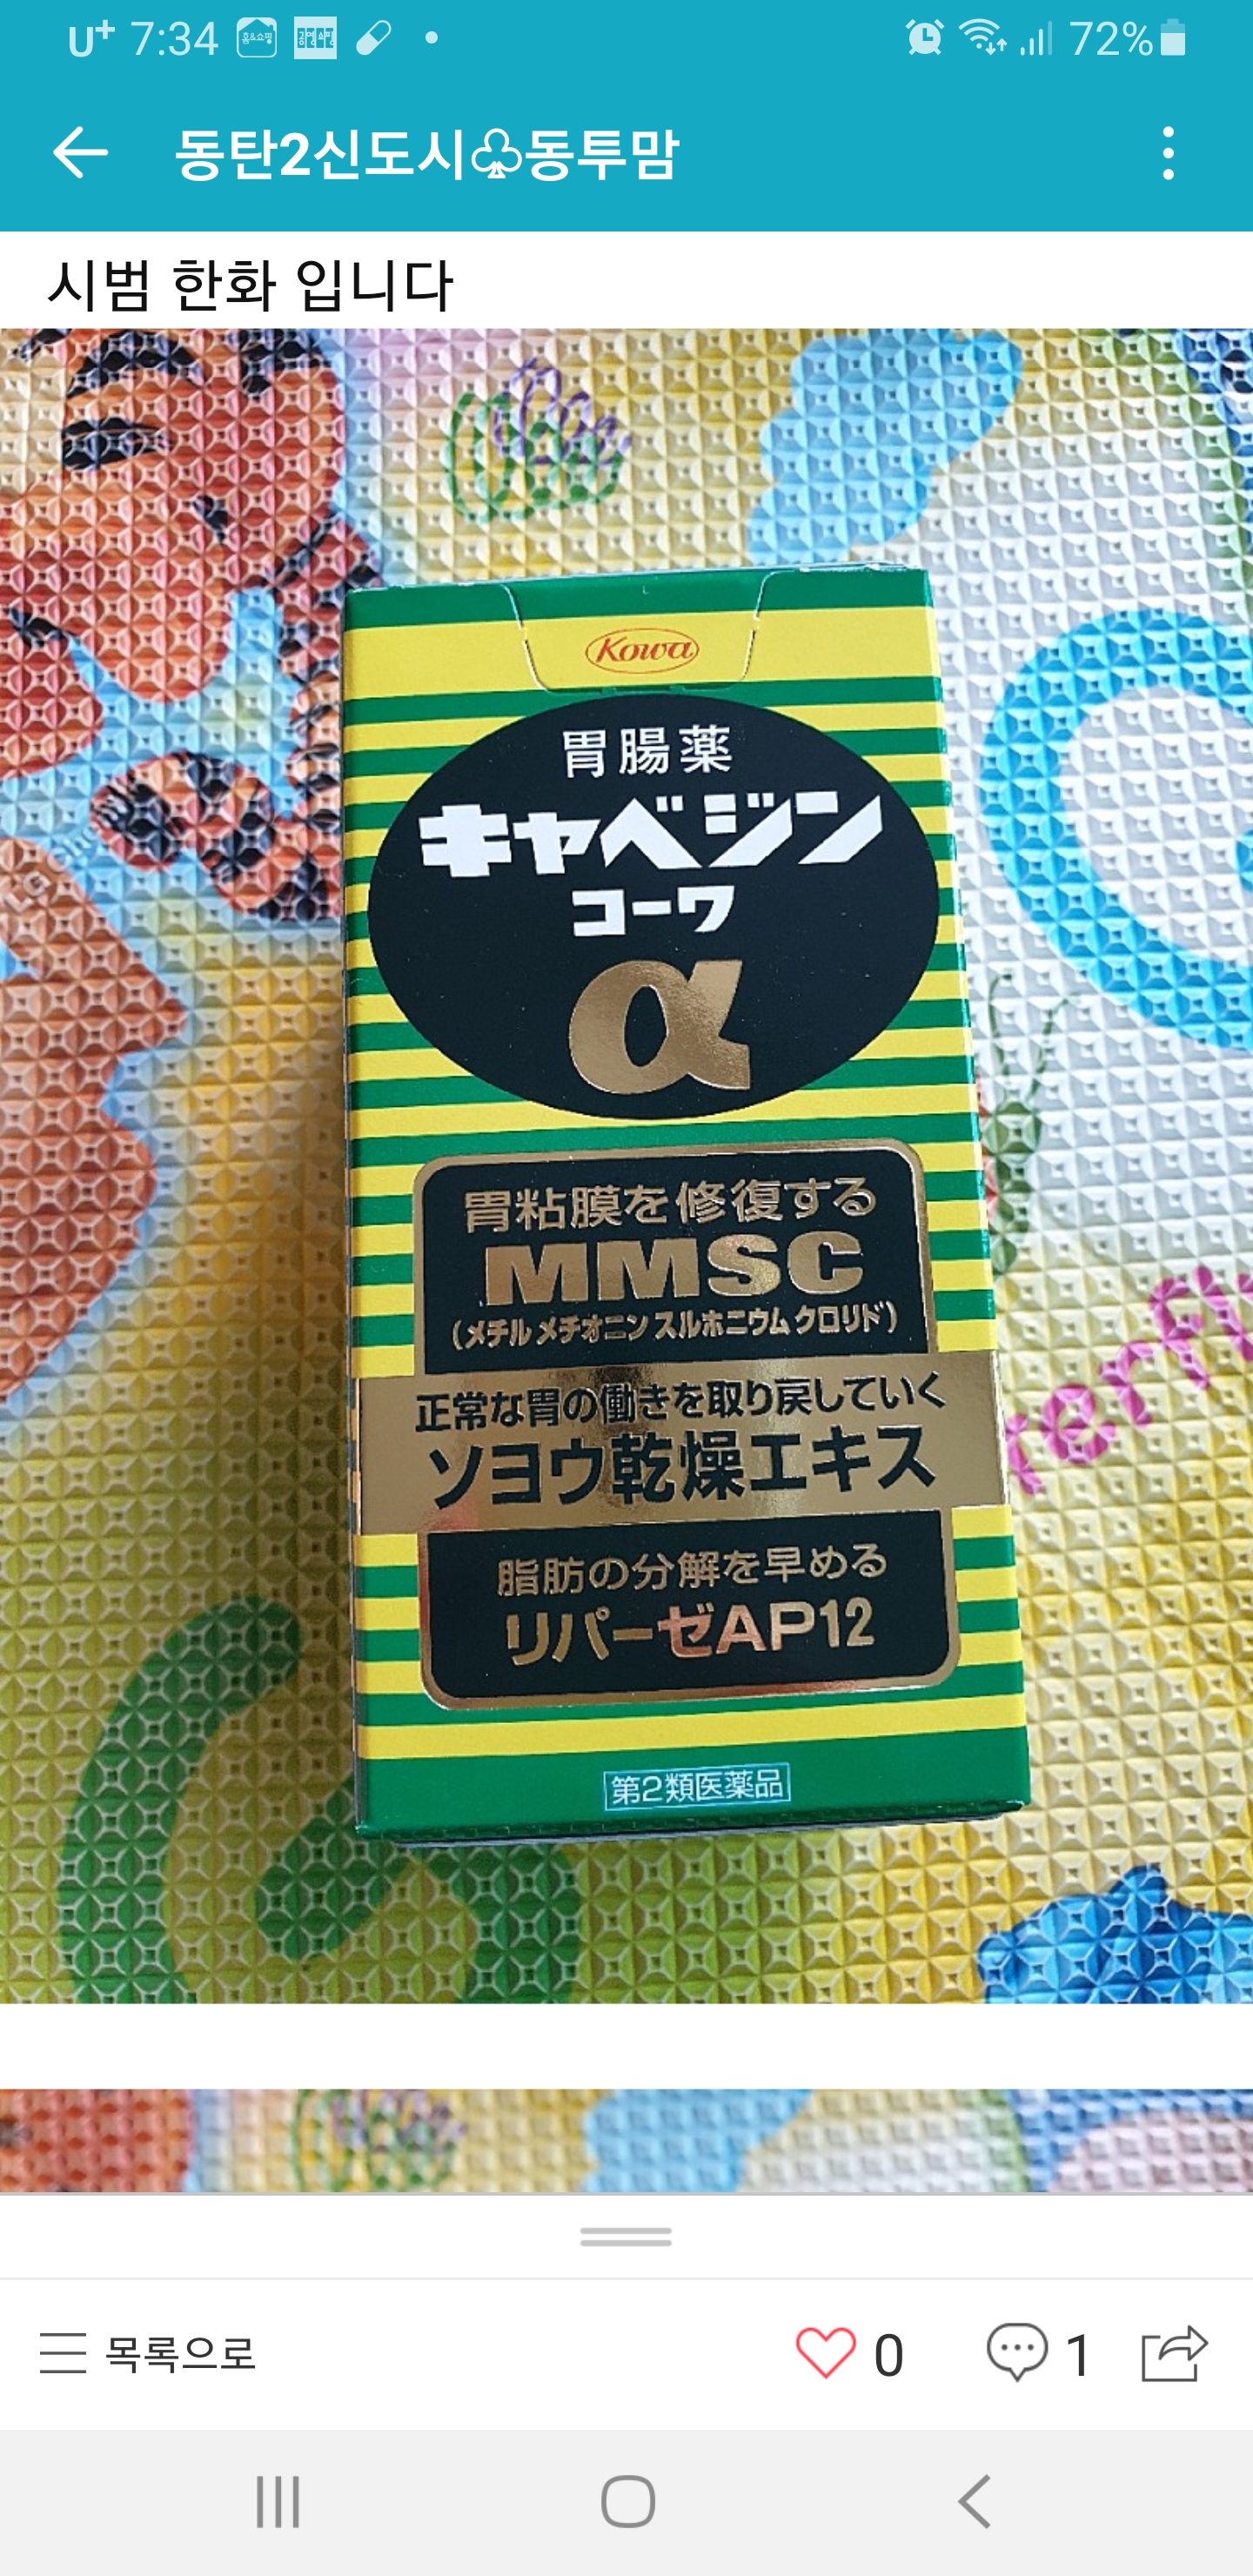 U+ 7:34 72%
동탄2신도시♧동투맘
시범 한화 입니다
Kowa
胃腸薬
キャベジン
コーワ
α
胃粘膜を修復する
MMSC
(メチル メチオニン スルホニウム クロリド)
正常な胃の働きを取り戻していく
ソヨウ乾燥エキス
脂肪の分解を早める
リパーゼAP12
第2類医薬品
목록으로 0 1